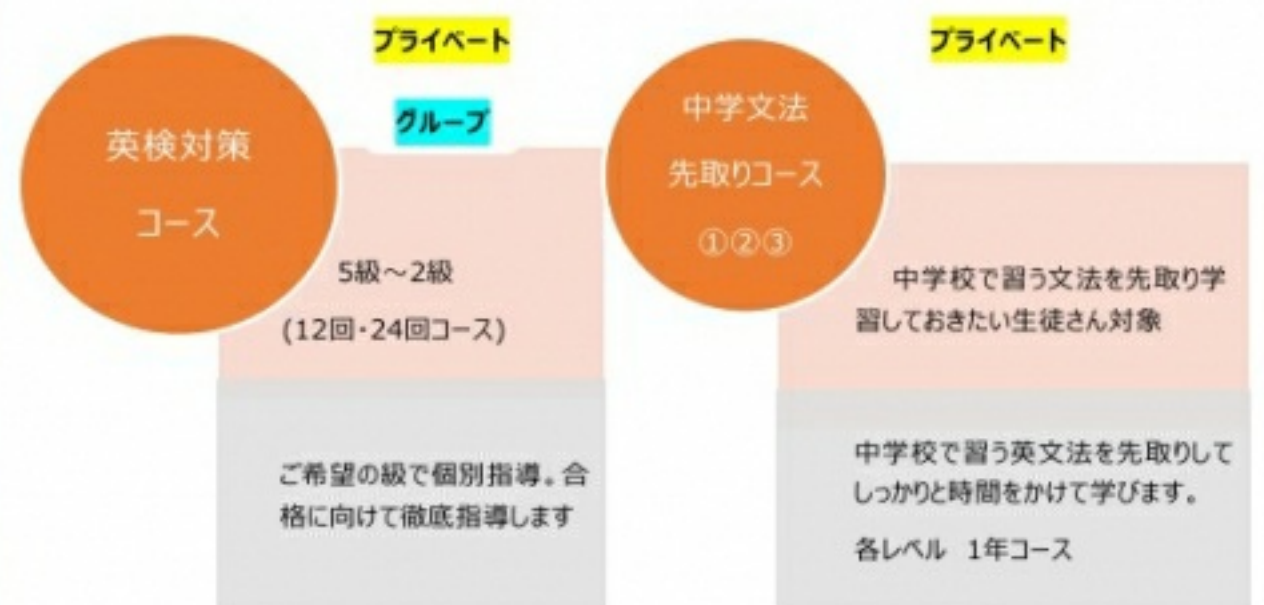 プライベート
グループ
英検対策
コース
5級～2級
(12回・24回コース)
ご希望の級で個別指導。合
格に向けて徹底指導します
プライベート
中学文法
先取りコース
①②③
中学校で習う文法を先取り学
習しておきたい生徒さん対象
中学校で習う英文法を先取りして
しっかりと時間をかけて学びます。
各レベル　1年コース